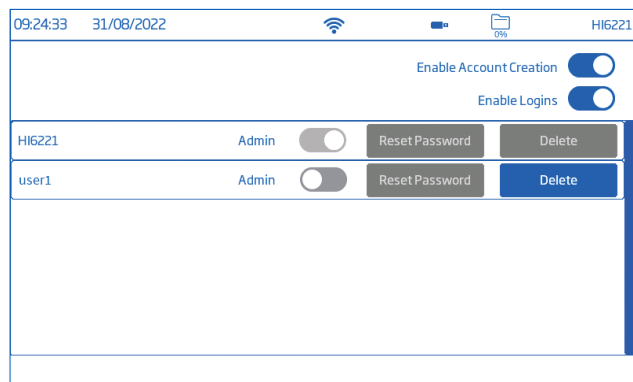 09:24:33 31/08/2022 0% HI6221
Enable Account Creation
Enable Logins
HI6221 Admin Reset Password Delete
user1 Admin Reset Password Delete